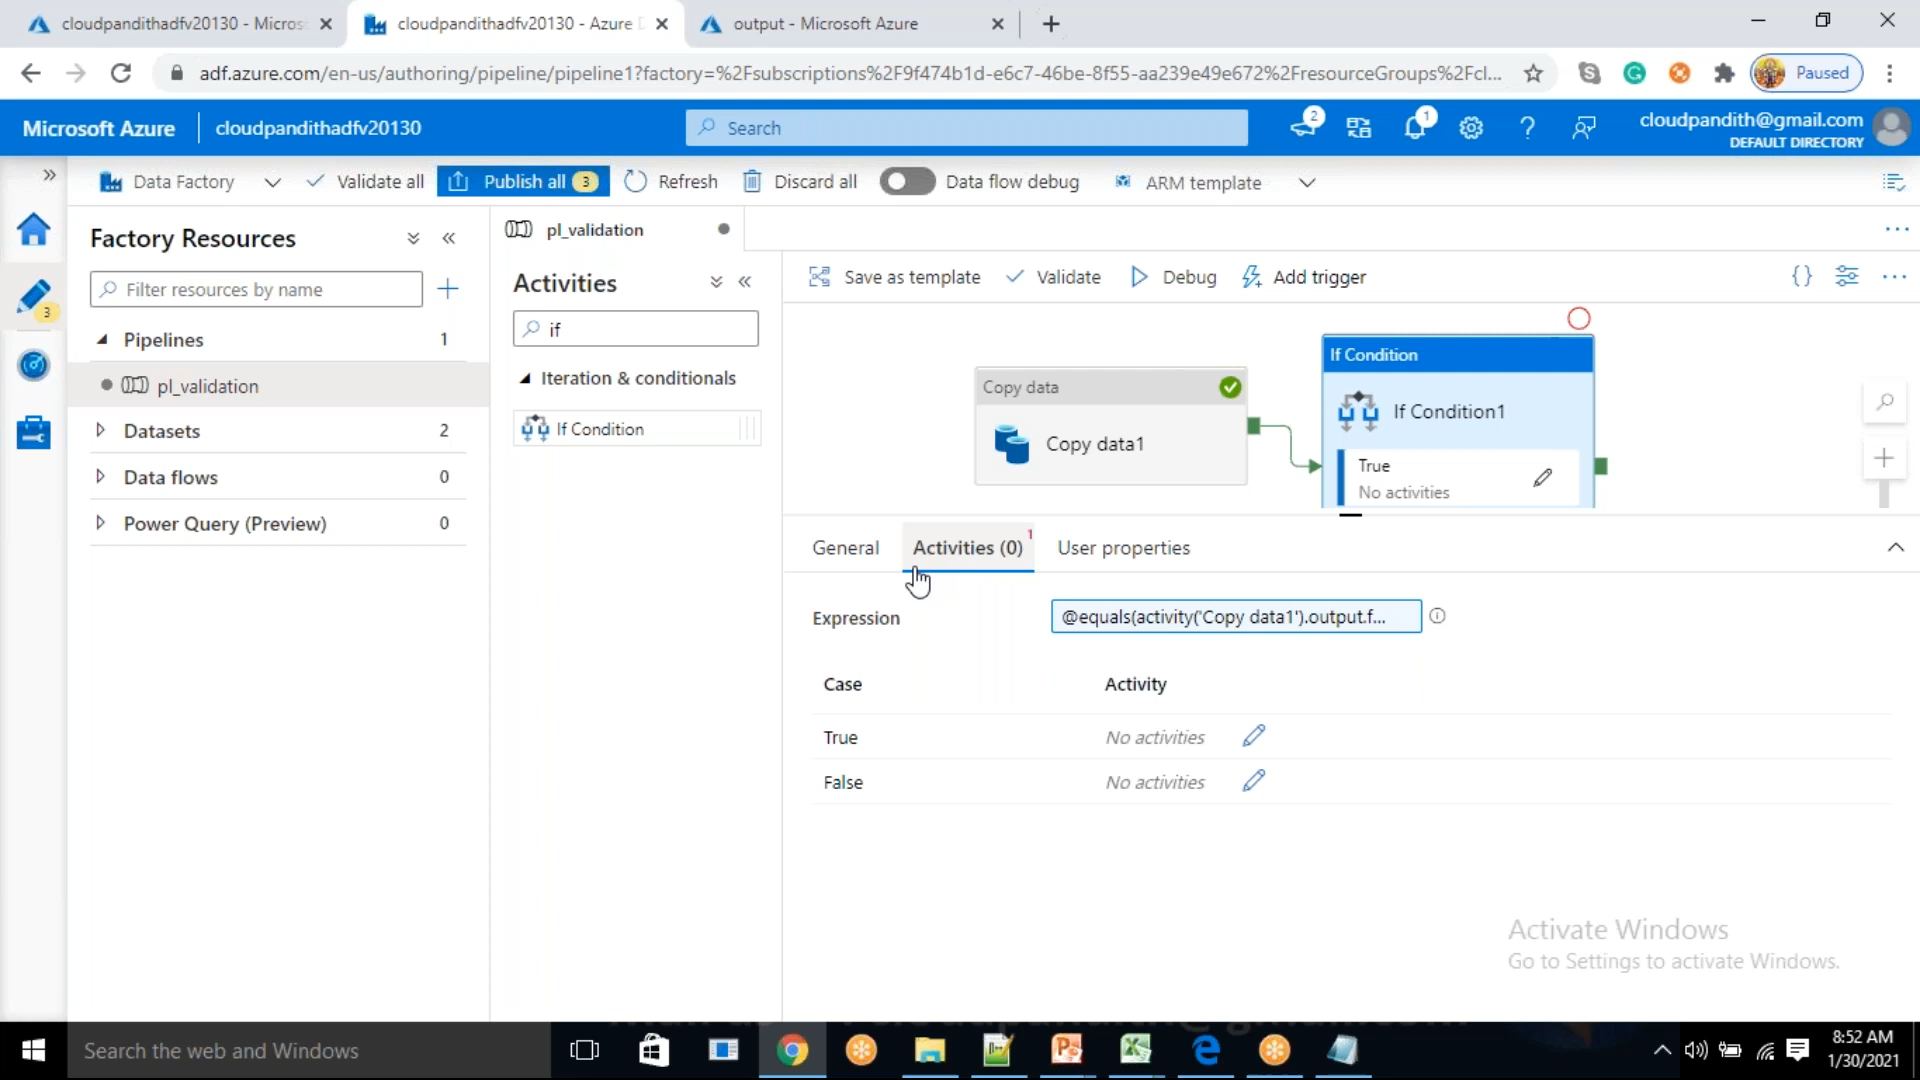 cloudpandithadfv20130 - Micros
cloudpandithadfv20130 - Azure D
output - Microsoft Azure
adf.azure.com/en-us/authoring/pipeline/pipeline1?factory=%2Fsubscriptions%2F9f474b1d-e6c7-46be-8f55-aa239e49e672%2FresourceGroups%2Fcl...
Paused
Microsoft Azure
cloudpandithadfv20130
Search
2
1
cloudpandith@gmail.com
DEFAULT DIRECTORY
Data Factory
Validate all
Publish all 3
Refresh
Discard all
Data flow debug
ARM template
3
Factory Resources
Filter resources by name
Pipelines 1
pl_validation
Datasets 2
Data flows 0
Power Query (Preview) 0
pl_validation
Activities
if
Iteration & conditionals
If Condition
Save as template
Validate
Debug
Add trigger
Copy data
Copy data1
If Condition
If Condition1
True
No activities
General
Activities (0) 1
User properties
Expression
@equals(activity('Copy data1').output.f...
Case Activity
True No activities
False No activities
Activate Windows
Go to Settings to activate Windows.
Search the web and Windows
8:52 AM
1/30/2021